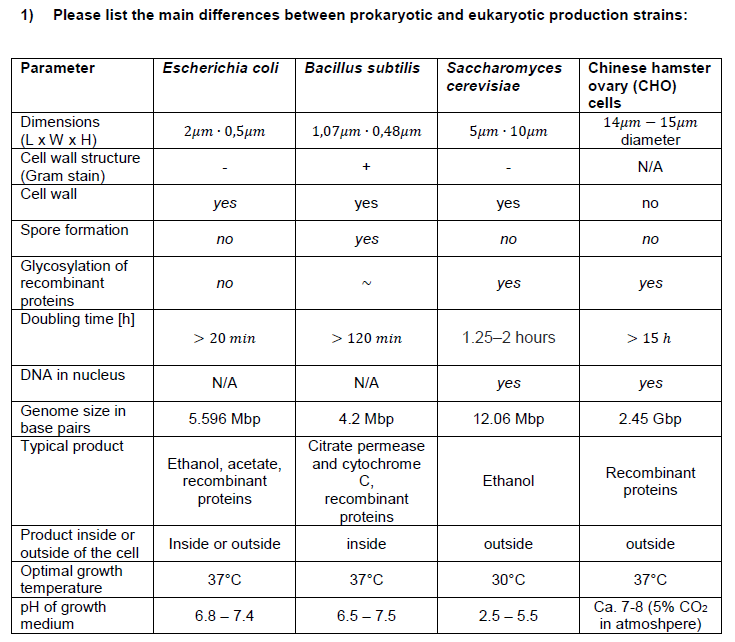 1) Please list the main differences between prokaryotic and eukaryotic production strains:
Parameter Escherichia coli Bacillus subtilis Saccharomyces cerevisiae Chinese hamster ovary (CHO) cells
Dimensions (L x W x H) 2μm · 0,5μm 1,07μm · 0,48μm 5μm · 10μm 14μm − 15μm diameter
Cell wall structure (Gram stain) - + - N/A
Cell wall yes yes yes no
Spore formation no yes no no
Glycosylation of recombinant proteins no ~ yes yes
Doubling time [h] > 20 min > 120 min 1.25–2 hours > 15 h
DNA in nucleus N/A N/A yes yes
Genome size in base pairs 5.596 Mbp 4.2 Mbp 12.06 Mbp 2.45 Gbp
Typical product Ethanol, acetate, recombinant proteins Citrate permease and cytochrome C, recombinant proteins Ethanol Recombinant proteins
Product inside or outside of the cell Inside or outside inside outside outside
Optimal growth temperature 37°C 37°C 30°C 37°C
pH of growth medium 6.8 – 7.4 6.5 – 7.5 2.5 – 5.5 Ca. 7-8 (5% CO2 in atmoshpere)